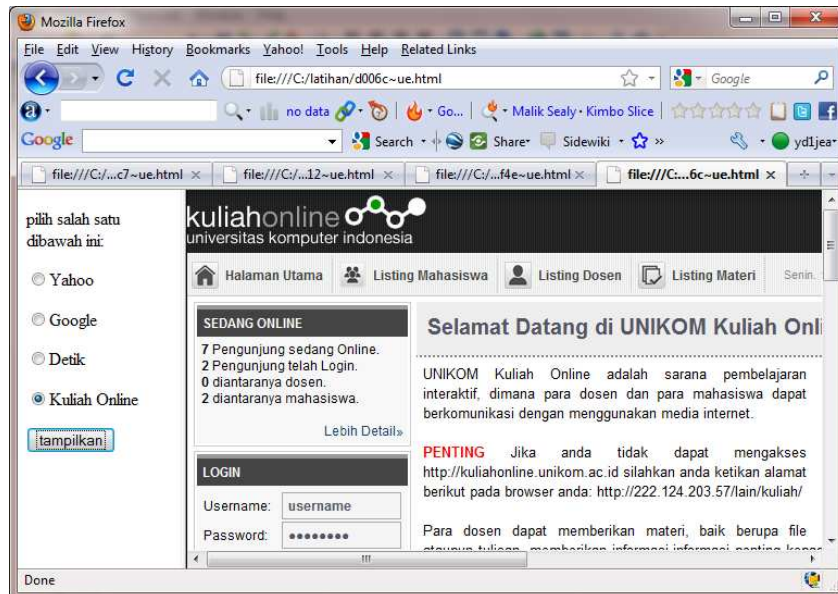 Mozilla Firefox
File Edit View History Bookmarks Yahoo! Tools Help Related Links
file:///C:/latihan/d006c~ue.html
Google
no data
Go...
Malik Sealy · Kimbo Slice
Google
Search
Share
Sidewiki
»
yd1jea
file:///C:/...c7~ue.html
file:///C:/...12~ue.html
file:///C:/...f4e~ue.html
file:///C:...6c~ue.html
pilih salah satu
dibawah ini:
Yahoo
Google
Detik
Kuliah Online
tampilkan
kuliahonline
universitas komputer indonesia
Halaman Utama
Listing Mahasiswa
Listing Dosen
Listing Materi
Senin.
SEDANG ONLINE
7 Pengunjung sedang Online.
2 Pengunjung telah Login.
0 diantaranya dosen.
2 diantaranya mahasiswa.
Lebih Detail»
LOGIN
Username: username
Password: ••••••••
Selamat Datang di UNIKOM Kuliah Onli
UNIKOM Kuliah Online adalah sarana pembelajaran
interaktif, dimana para dosen dan para mahasiswa dapat
berkomunikasi dengan menggunakan media internet.
PENTING Jika anda tidak dapat mengakses
http://kuliahonline.unikom.ac.id silahkan anda ketikan alamat
berikut pada browser anda: http://222.124.203.57/lain/kuliah/
Para dosen dapat memberikan materi, baik berupa file
ataupun tulisan, memberikan informasi-informasi penting
Done